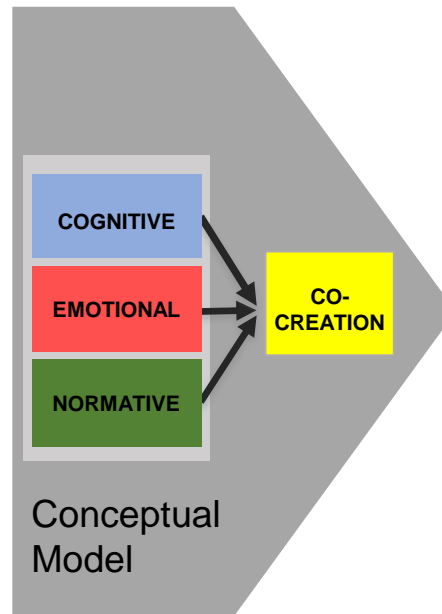 COGNITIVE
EMOTIONAL
NORMATIVE
CO-
CREATION
Conceptual
Model